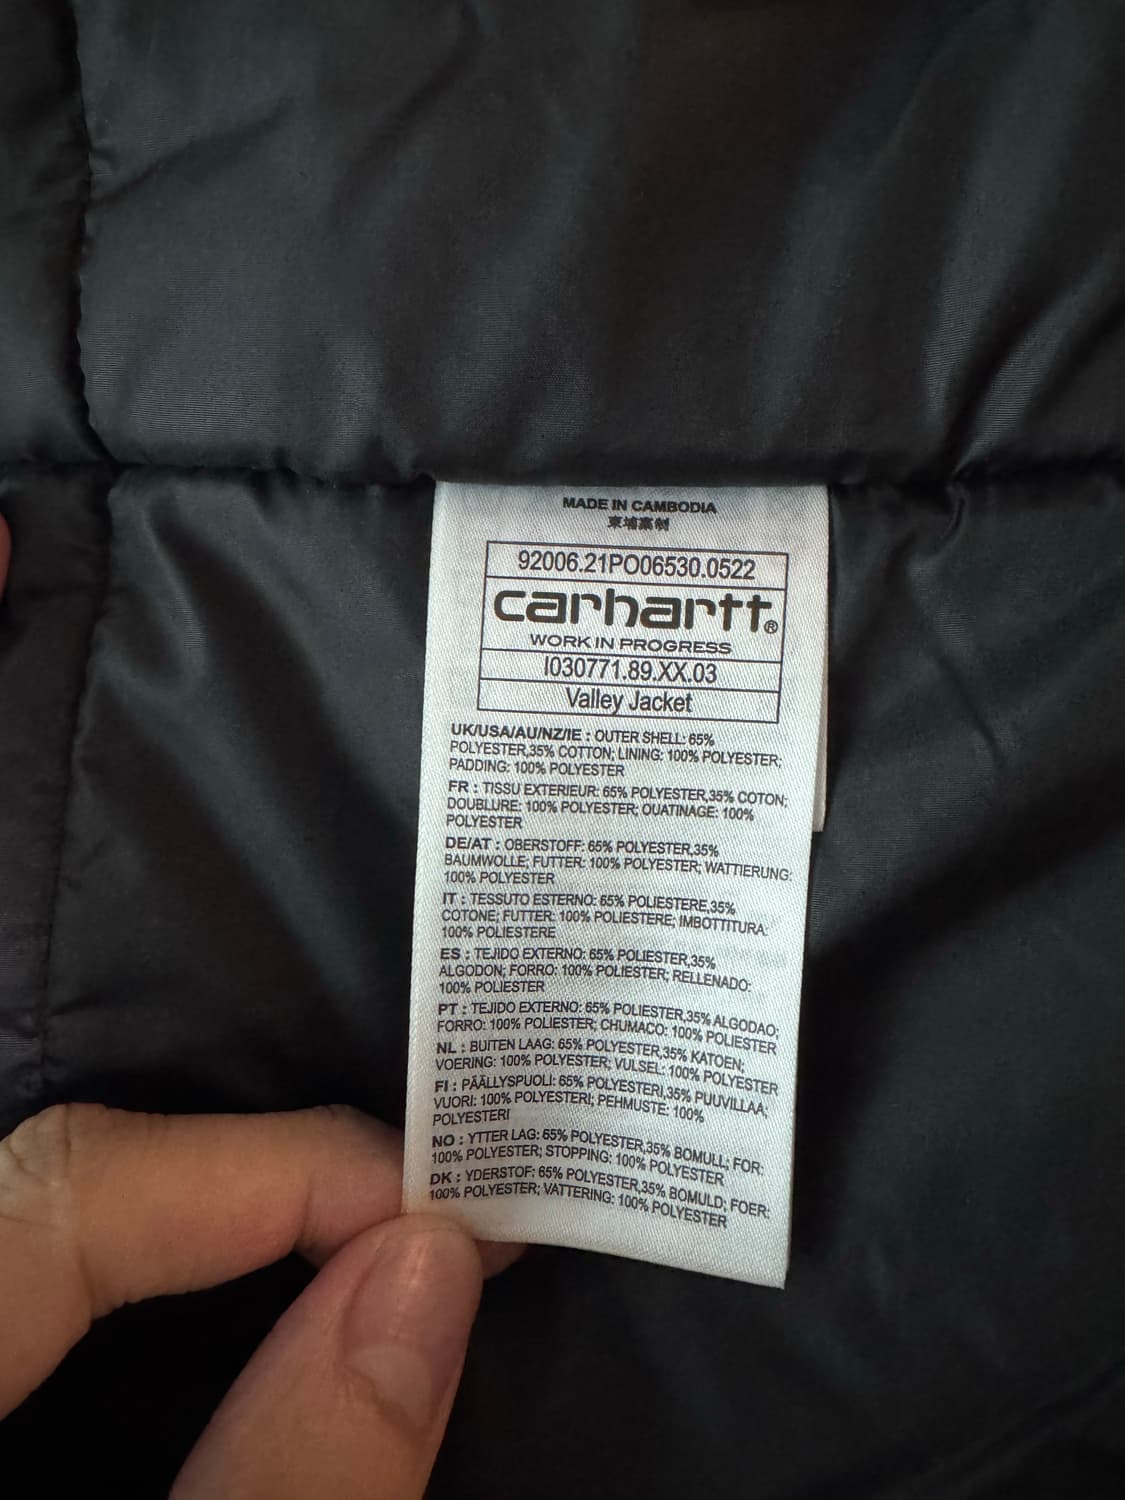 MADE IN CAMBODIA
柬埔寨制
92006.21PO06530.0522
carhartt®
WORK IN PROGRESS
I030771.89.XX.03
Valley Jacket
UK/USA/AU/NZ/IE : OUTER SHELL: 65%
POLYESTER,35% COTTON; LINING: 100% POLYESTER;
PADDING: 100% POLYESTER
FR : TISSU EXTERIEUR: 65% POLYESTER,35% COTON;
DOUBLURE: 100% POLYESTER; OUATINAGE: 100%
POLYESTER
DE/AT : OBERSTOFF: 65% POLYESTER,35%
BAUMWOLLE; FUTTER: 100% POLYESTER; WATTIERUNG:
100% POLYESTER
IT : TESSUTO ESTERNO: 65% POLIESTERE,35%
COTONE; FUTTER: 100% POLIESTERE; IMBOTTITURA:
100% POLIESTERE
ES : TEJIDO EXTERNO: 65% POLIESTER,35%
ALGODON; FORRO: 100% POLIESTER; RELLENADO:
100% POLIESTER
PT : TEJIDO EXTERNO: 65% POLIESTER,35% ALGODAO;
FORRO: 100% POLIESTER; CHUMACO: 100% POLIESTER
NL : BUITEN LAAG: 65% POLYESTER,35% KATOEN;
VOERING: 100% POLYESTER; VULSEL: 100% POLYESTER
FI : PÄÄLLYSPUOLI: 65% POLYESTERI,35% PUUVILLAA;
VUORI: 100% POLYESTERI; PEHMUSTE: 100%
POLYESTERI
NO : YTTER LAG: 65% POLYESTER,35% BOMULL; FOR:
100% POLYESTER; STOPPING: 100% POLYESTER
DK : YDERSTOF: 65% POLYESTER,35% BOMULD; FOER:
100% POLYESTER; VATTERING: 100% POLYESTER